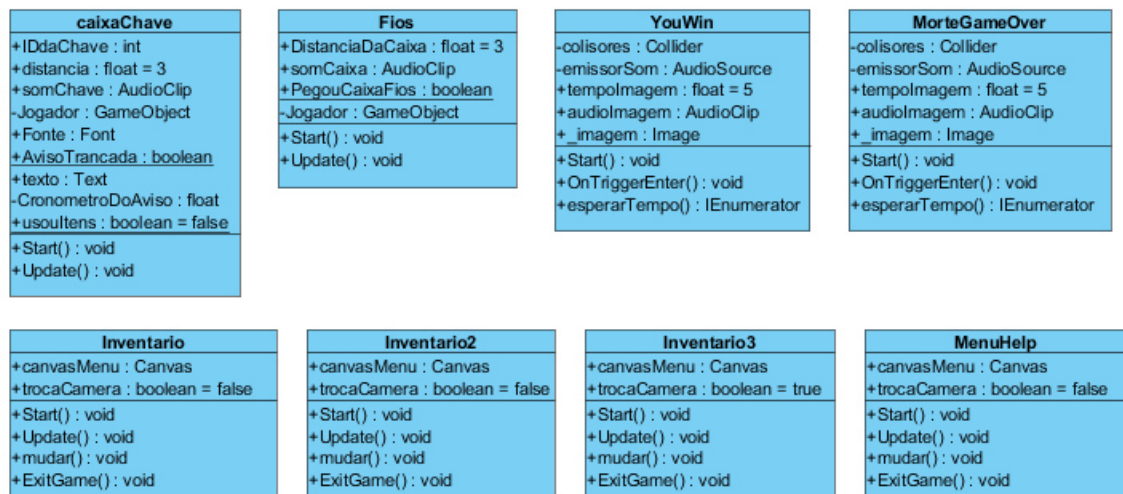 caixaChave
+IDdaChave : int
+distancia : float = 3
+somChave : AudioClip
-Jogador : GameObject
+Fonte : Font
+AvisoTrancada : boolean
+texto : Text
-CronometroDoAviso : float
+usouItens : boolean = false
+Start() : void
+Update() : void
Fios
+DistanciaDaCaixa : float = 3
+somCaixa : AudioClip
+PegouCaixaFios : boolean
-Jogador : GameObject
+Start() : void
+Update() : void
YouWin
-colisores : Collider
-emissorSom : AudioSource
+tempoImagem : float = 5
+audioImagem : AudioClip
+_imagem : Image
+Start() : void
+OnTriggerEnter() : void
+esperarTempo() : IEnumerator
MorteGameOver
-colisores : Collider
-emissorSom : AudioSource
+tempoImagem : float = 5
+audioImagem : AudioClip
+_imagem : Image
+Start() : void
+OnTriggerEnter() : void
+esperarTempo() : IEnumerator
Inventario
+canvasMenu : Canvas
+trocaCamera : boolean = false
+Start() : void
+Update() : void
+mudar() : void
+ExitGame() : void
Inventario2
+canvasMenu : Canvas
+trocaCamera : boolean = false
+Start() : void
+Update() : void
+mudar() : void
+ExitGame() : void
Inventario3
+canvasMenu : Canvas
+trocaCamera : boolean = true
+Start() : void
+Update() : void
+mudar() : void
+ExitGame() : void
MenuHelp
+canvasMenu : Canvas
+trocaCamera : boolean = false
+Start() : void
+Update() : void
+mudar() : void
+ExitGame() : void